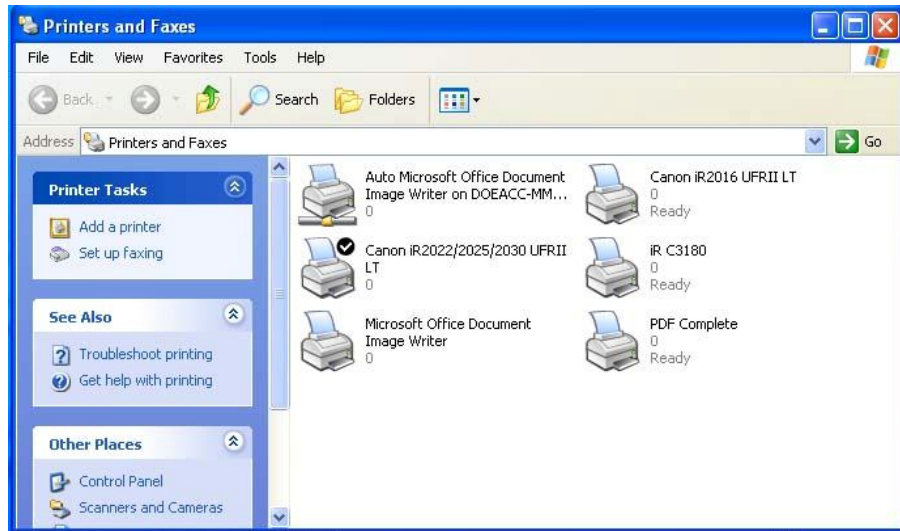 Printers and Faxes
File Edit View Favorites Tools Help
Back Search Folders
Address Printers and Faxes Go
Printer Tasks
Add a printer
Set up faxing
See Also
Troubleshoot printing
Get help with printing
Other Places
Control Panel
Scanners and Cameras
Auto Microsoft Office Document
Image Writer on DOEACC-MM...
0
Canon iR2016 UFRII LT
0
Ready
Canon iR2022/2025/2030 UFRII
LT
0
iR C3180
0
Ready
Microsoft Office Document
Image Writer
0
PDF Complete
0
Ready